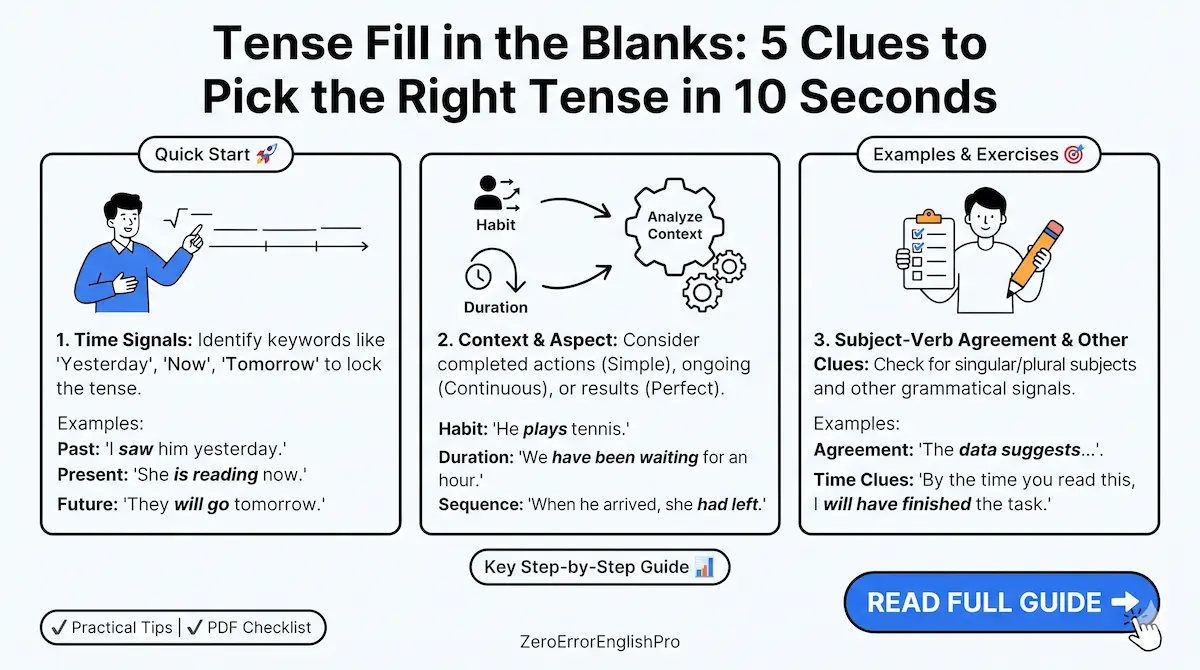 Tense Fill in the Blanks: 5 Clues to
Pick the Right Tense in 10 Seconds
Quick Start 🚀
1. Time Signals: Identify keywords like
'Yesterday', 'Now', 'Tomorrow' to lock
the tense.
Examples:
Past: 'I saw him yesterday.'
Present: 'She is reading now.'
Future: 'They will go tomorrow.'
Habit
Duration
Analyze
Context
2. Context & Aspect: Consider
completed actions (Simple), ongoing
(Continuous), or results (Perfect).
Habit: 'He plays tennis.'
Duration: 'We have been waiting for an
hour.'
Sequence: 'When he arrived, she had left.'
Examples & Exercises 🎯
3. Subject-Verb Agreement & Other
Clues: Check for singular/plural subjects
and other grammatical signals.
Examples:
Agreement: 'The data suggests...'.
Time Clues: 'By the time you read this,
I will have finished the task.'
Key Step-by-Step Guide 📊
✓ Practical Tips | ✓ PDF Checklist
ZeroErrorEnglishPro
READ FULL GUIDE ➔